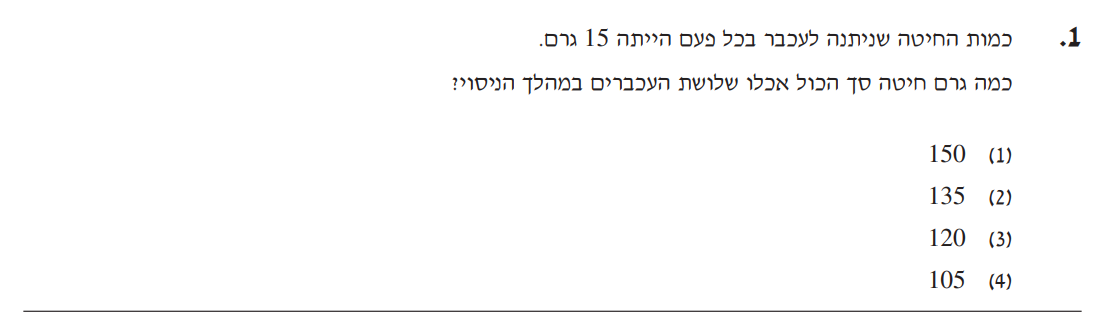 1. כמות החיטה שניתנה לעכבר בכל פעם הייתה 15 גרם.
כמה גרם חיטה סך הכול אכלו שלושת העכברים במהלך הניסוי?
(1) 150
(2) 135
(3) 120
(4) 105